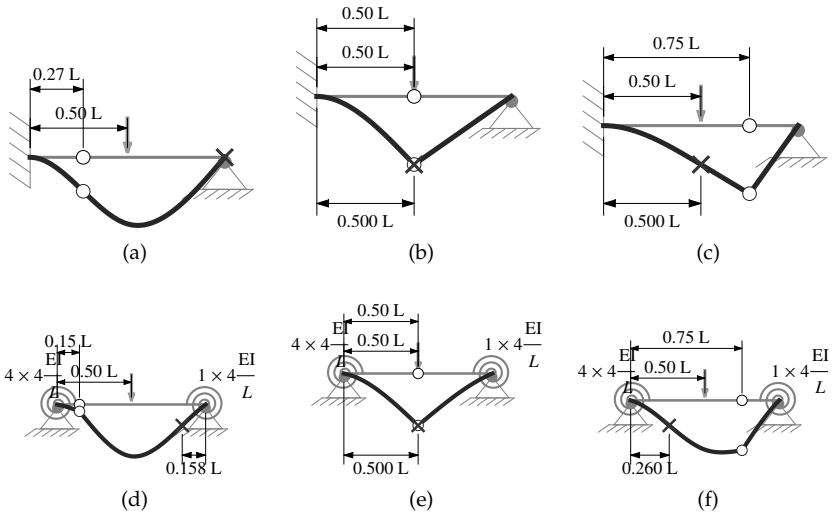 0.27 L
0.50 L
(a)
0.50 L
0.50 L
0.500 L
(b)
0.75 L
0.50 L
0.500 L
(c)
0.15 L
4 × 4 EI/L
0.50 L
1 × 4 EI/L
0.158 L
(d)
0.50 L
4 × 4 EI/L
0.50 L
1 × 4 EI/L
0.500 L
(e)
0.75 L
4 × 4 EI/L
0.50 L
1 × 4 EI/L
0.260 L
(f)